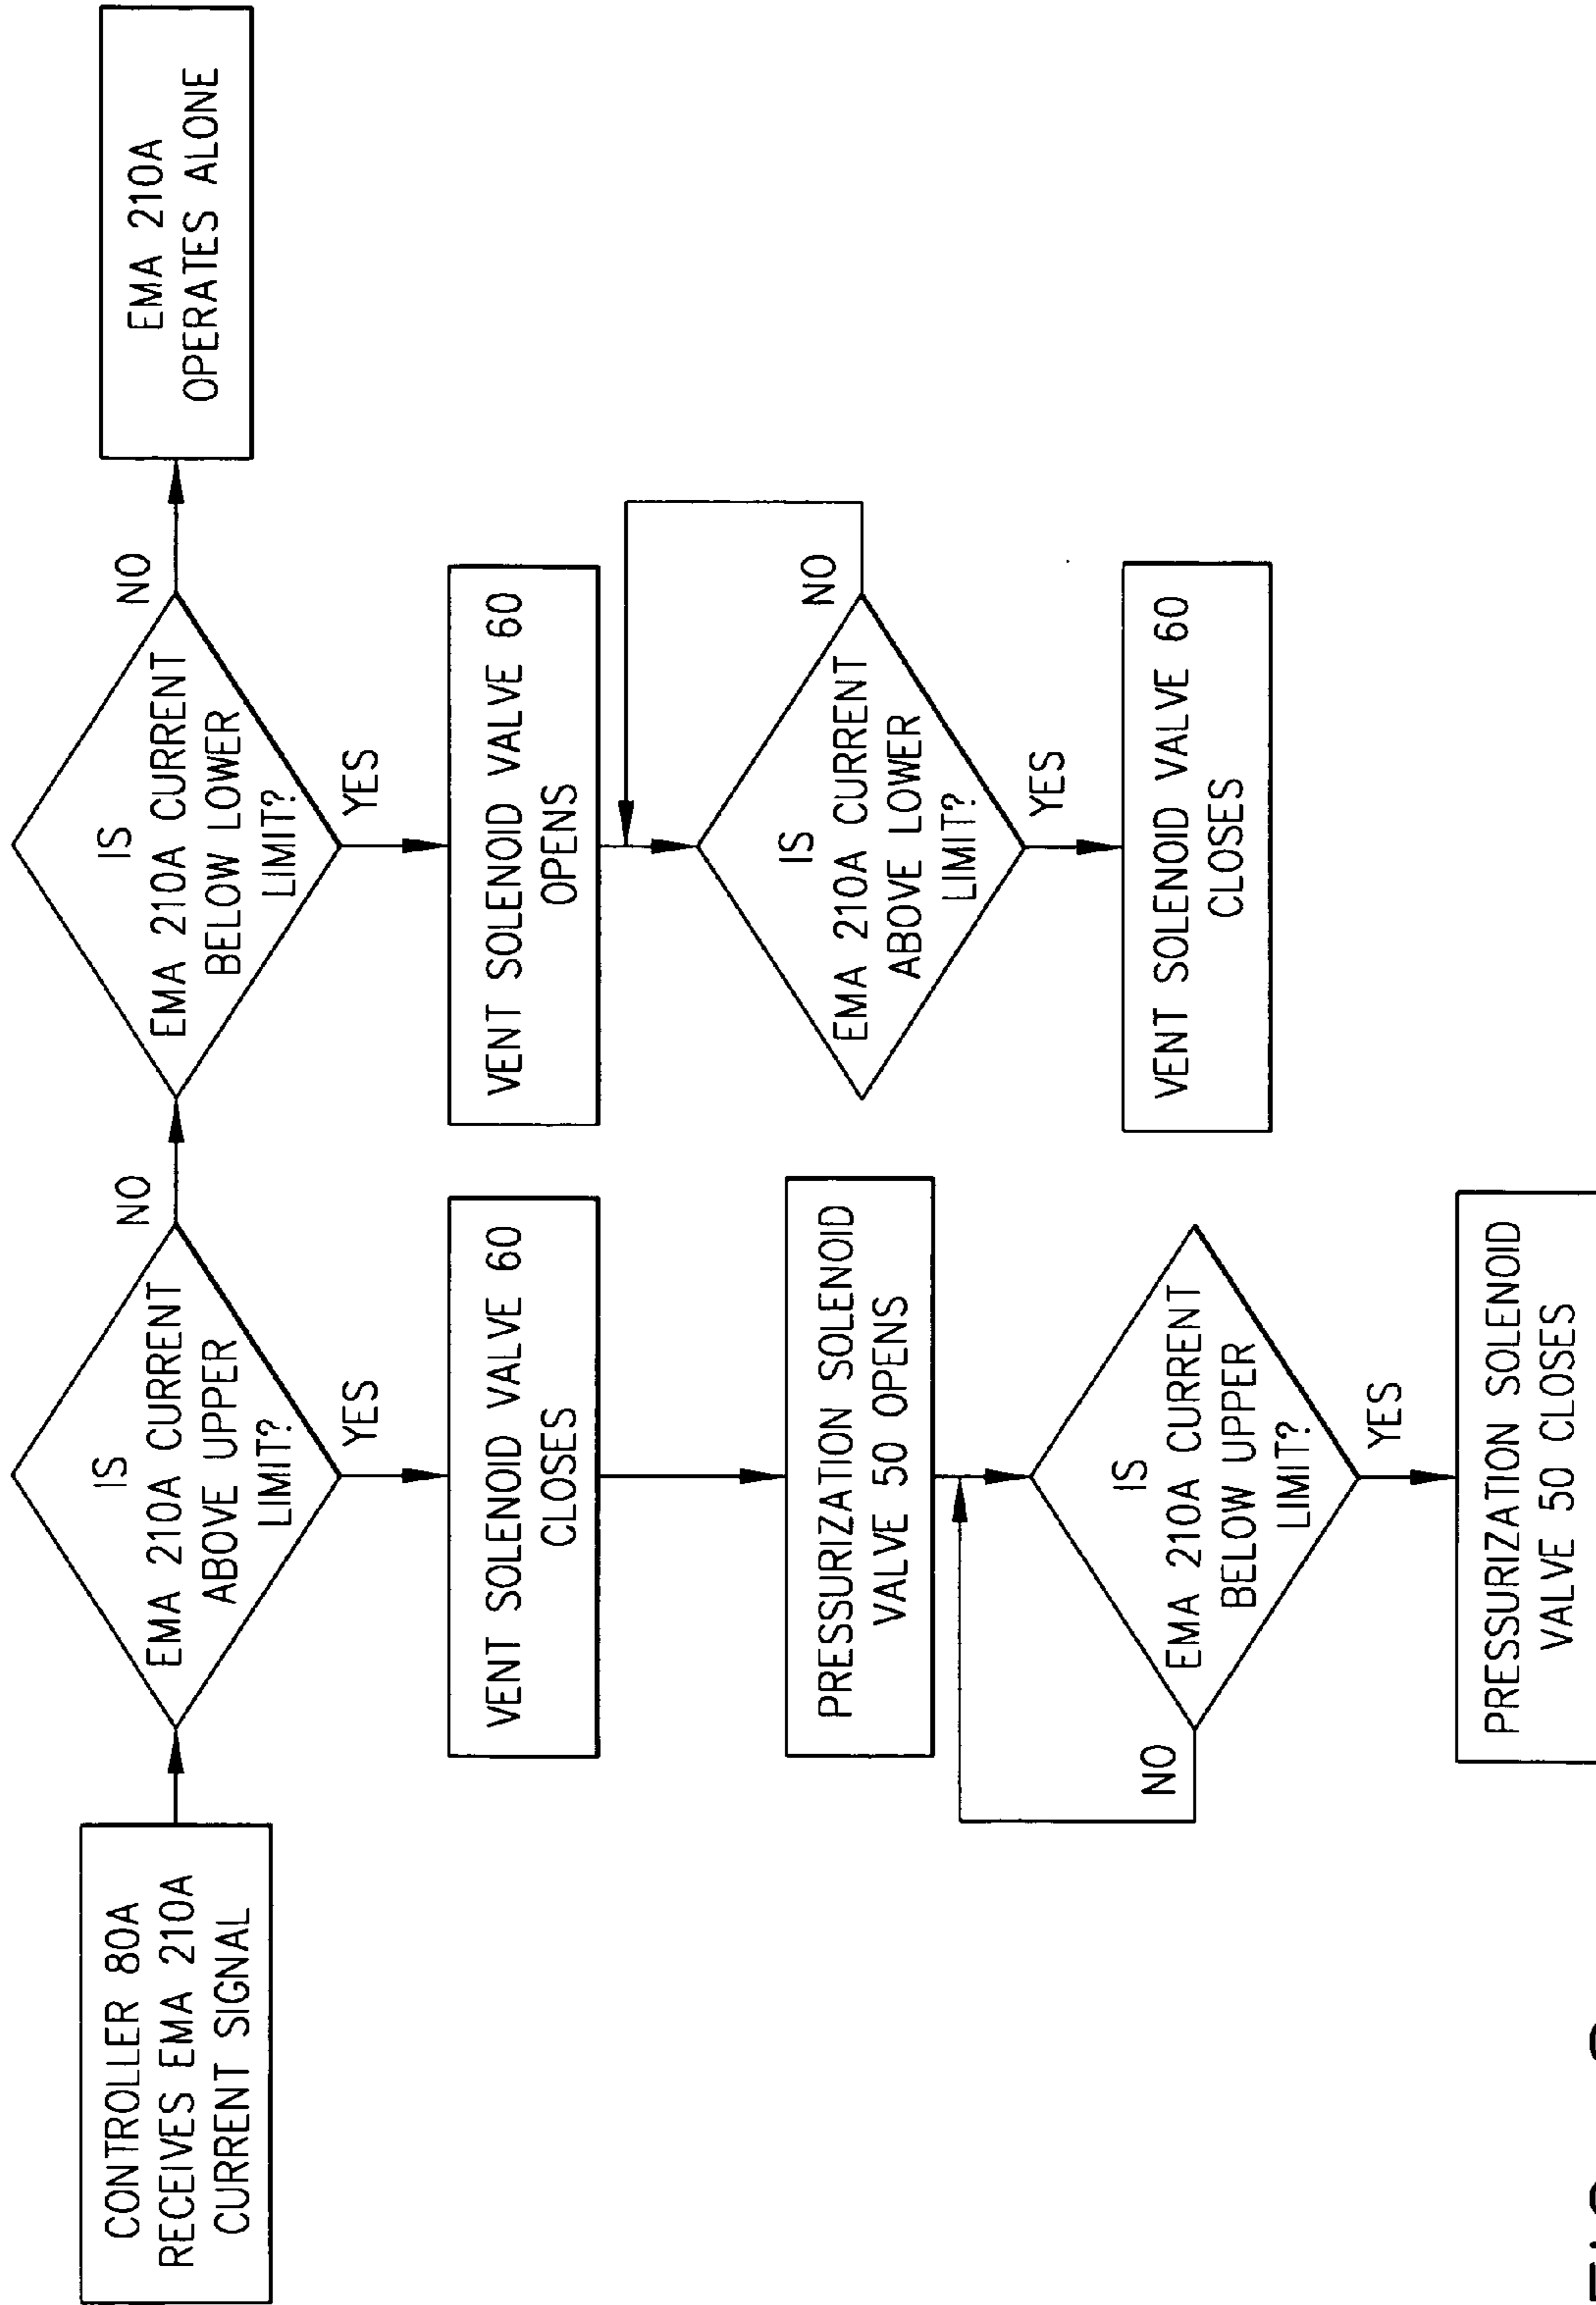 CONTROLLER 80A
RECEIVES EMA 210A
CURRENT SIGNAL
IS
EMA 210A CURRENT
ABOVE UPPER
LIMIT?
NO
YES
IS
EMA 210A CURRENT
BELOW LOWER
LIMIT?
NO
YES
EMA 210A
OPERATES ALONE
VENT SOLENOID VALVE 60
CLOSES
VENT SOLENOID VALVE 60
OPENS
PRESSURIZATION SOLENOID
VALVE 50 OPENS
IS
EMA 210A CURRENT
ABOVE LOWER
LIMIT?
NO
YES
IS
EMA 210A CURRENT
BELOW UPPER
LIMIT?
NO
YES
VENT SOLENOID VALVE 60
CLOSES
PRESSURIZATION SOLENOID
VALVE 50 CLOSES